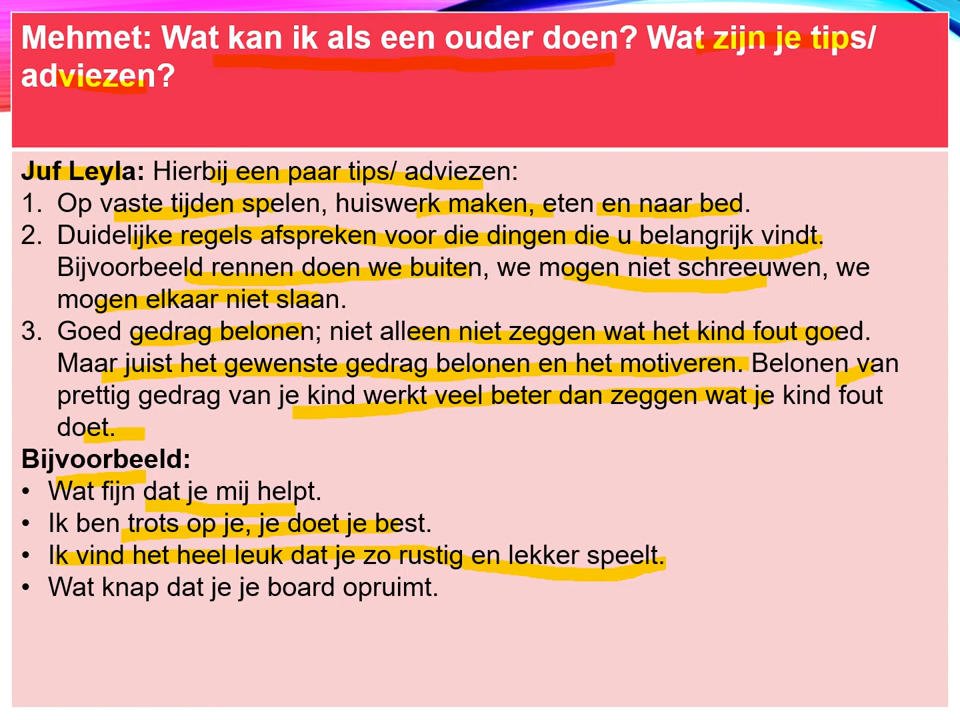 Mehmet: Wat kan ik als een ouder doen? Wat zijn je tips/
adviezen?
Juf Leyla: Hierbij een paar tips/ adviezen:
1. Op vaste tijden spelen, huiswerk maken, eten en naar bed.
2. Duidelijke regels afspreken voor die dingen die u belangrijk vindt.
Bijvoorbeeld rennen doen we buiten, we mogen niet schreeuwen, we
mogen elkaar niet slaan.
3. Goed gedrag belonen; niet alleen niet zeggen wat het kind fout goed.
Maar juist het gewenste gedrag belonen en het motiveren. Belonen van
prettig gedrag van je kind werkt veel beter dan zeggen wat je kind fout
doet.
Bijvoorbeeld:
• Wat fijn dat je mij helpt.
• Ik ben trots op je, je doet je best.
• Ik vind het heel leuk dat je zo rustig en lekker speelt.
• Wat knap dat je je board opruimt.